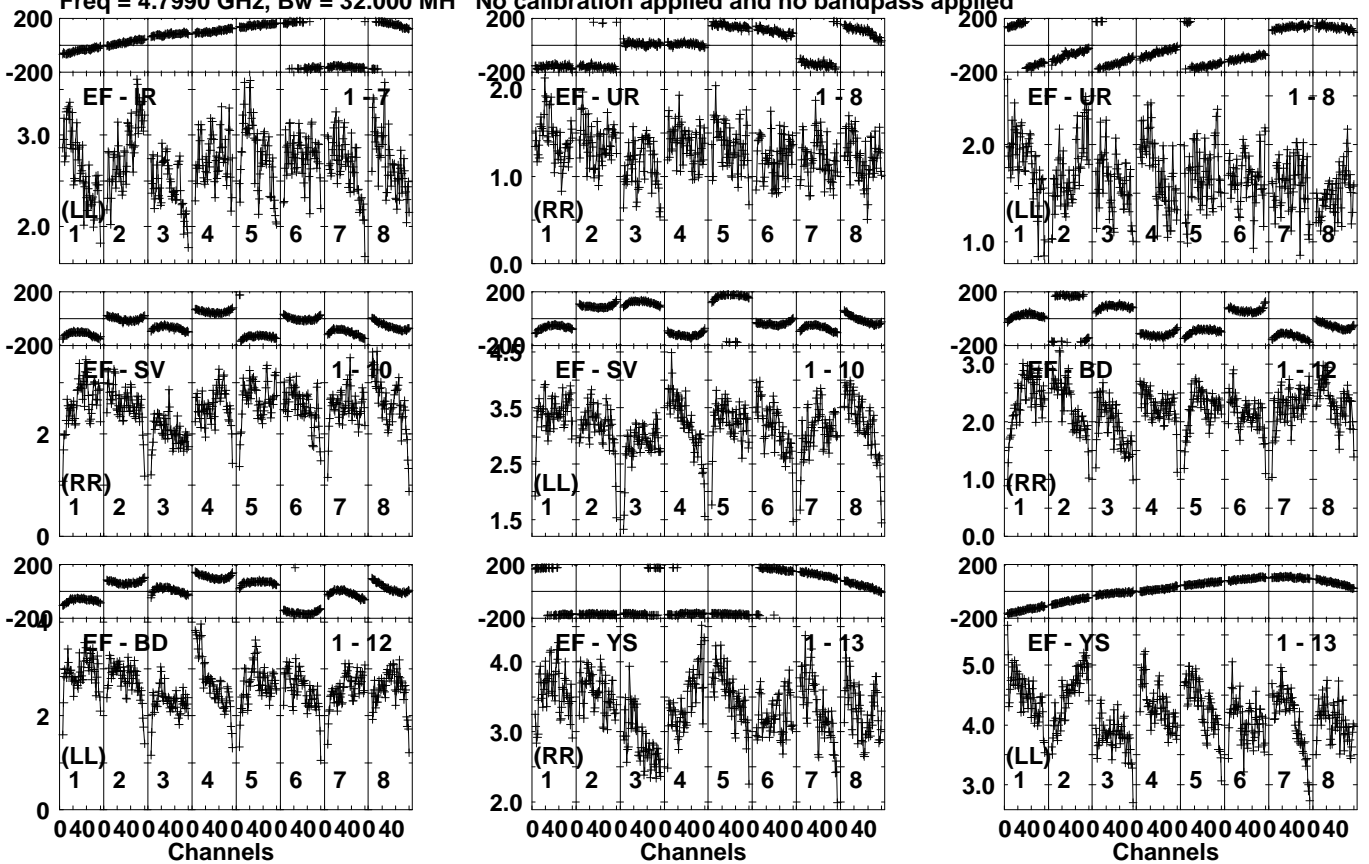 Freq = 4.7990 GHz, Bw = 32.000 MH No calibration applied and no bandpass applied
200
-200
EF - IR 1 - 7
3.0
2.0
(LL)
1 2 3 4 5 6 7 8
200
-200
2.0
EF - UR 1 - 8
1.0
(RR)
1 2 3 4 5 6 7 8
0.0
200
-200
EF - UR 1 - 8
2.0
(LL)
1.0
1 2 3 4 5 6 7 8
200
-200
EF - SV 1 - 10
2
(RR)
1 2 3 4 5 6 7 8
0
200
-200
4.5
EF - SV 1 - 10
3.5
2.5
(LL)
1 2 3 4 5 6 7 8
1.5
200
-200
3.0
EF - BD 1 - 12
2.0
1.0
(RR)
1 2 3 4 5 6 7 8
0.0
200
-200
4
EF - BD 1 - 12
2
(LL)
1 2 3 4 5 6 7 8
0
0 40 0 40 0 40 0 40 0 40 0 40 0 40 0 40
Channels
200
-200
EF - YS 1 - 13
4.0
3.0
(RR)
1 2 3 4 5 6 7 8
2.0
0 40 0 40 0 40 0 40 0 40 0 40 0 40 0 40
Channels
200
-200
EF - YS 1 - 13
5.0
4.0
(LL)
3.0
1 2 3 4 5 6 7 8
0 40 0 40 0 40 0 40 0 40 0 40 0 40 0 40
Channels